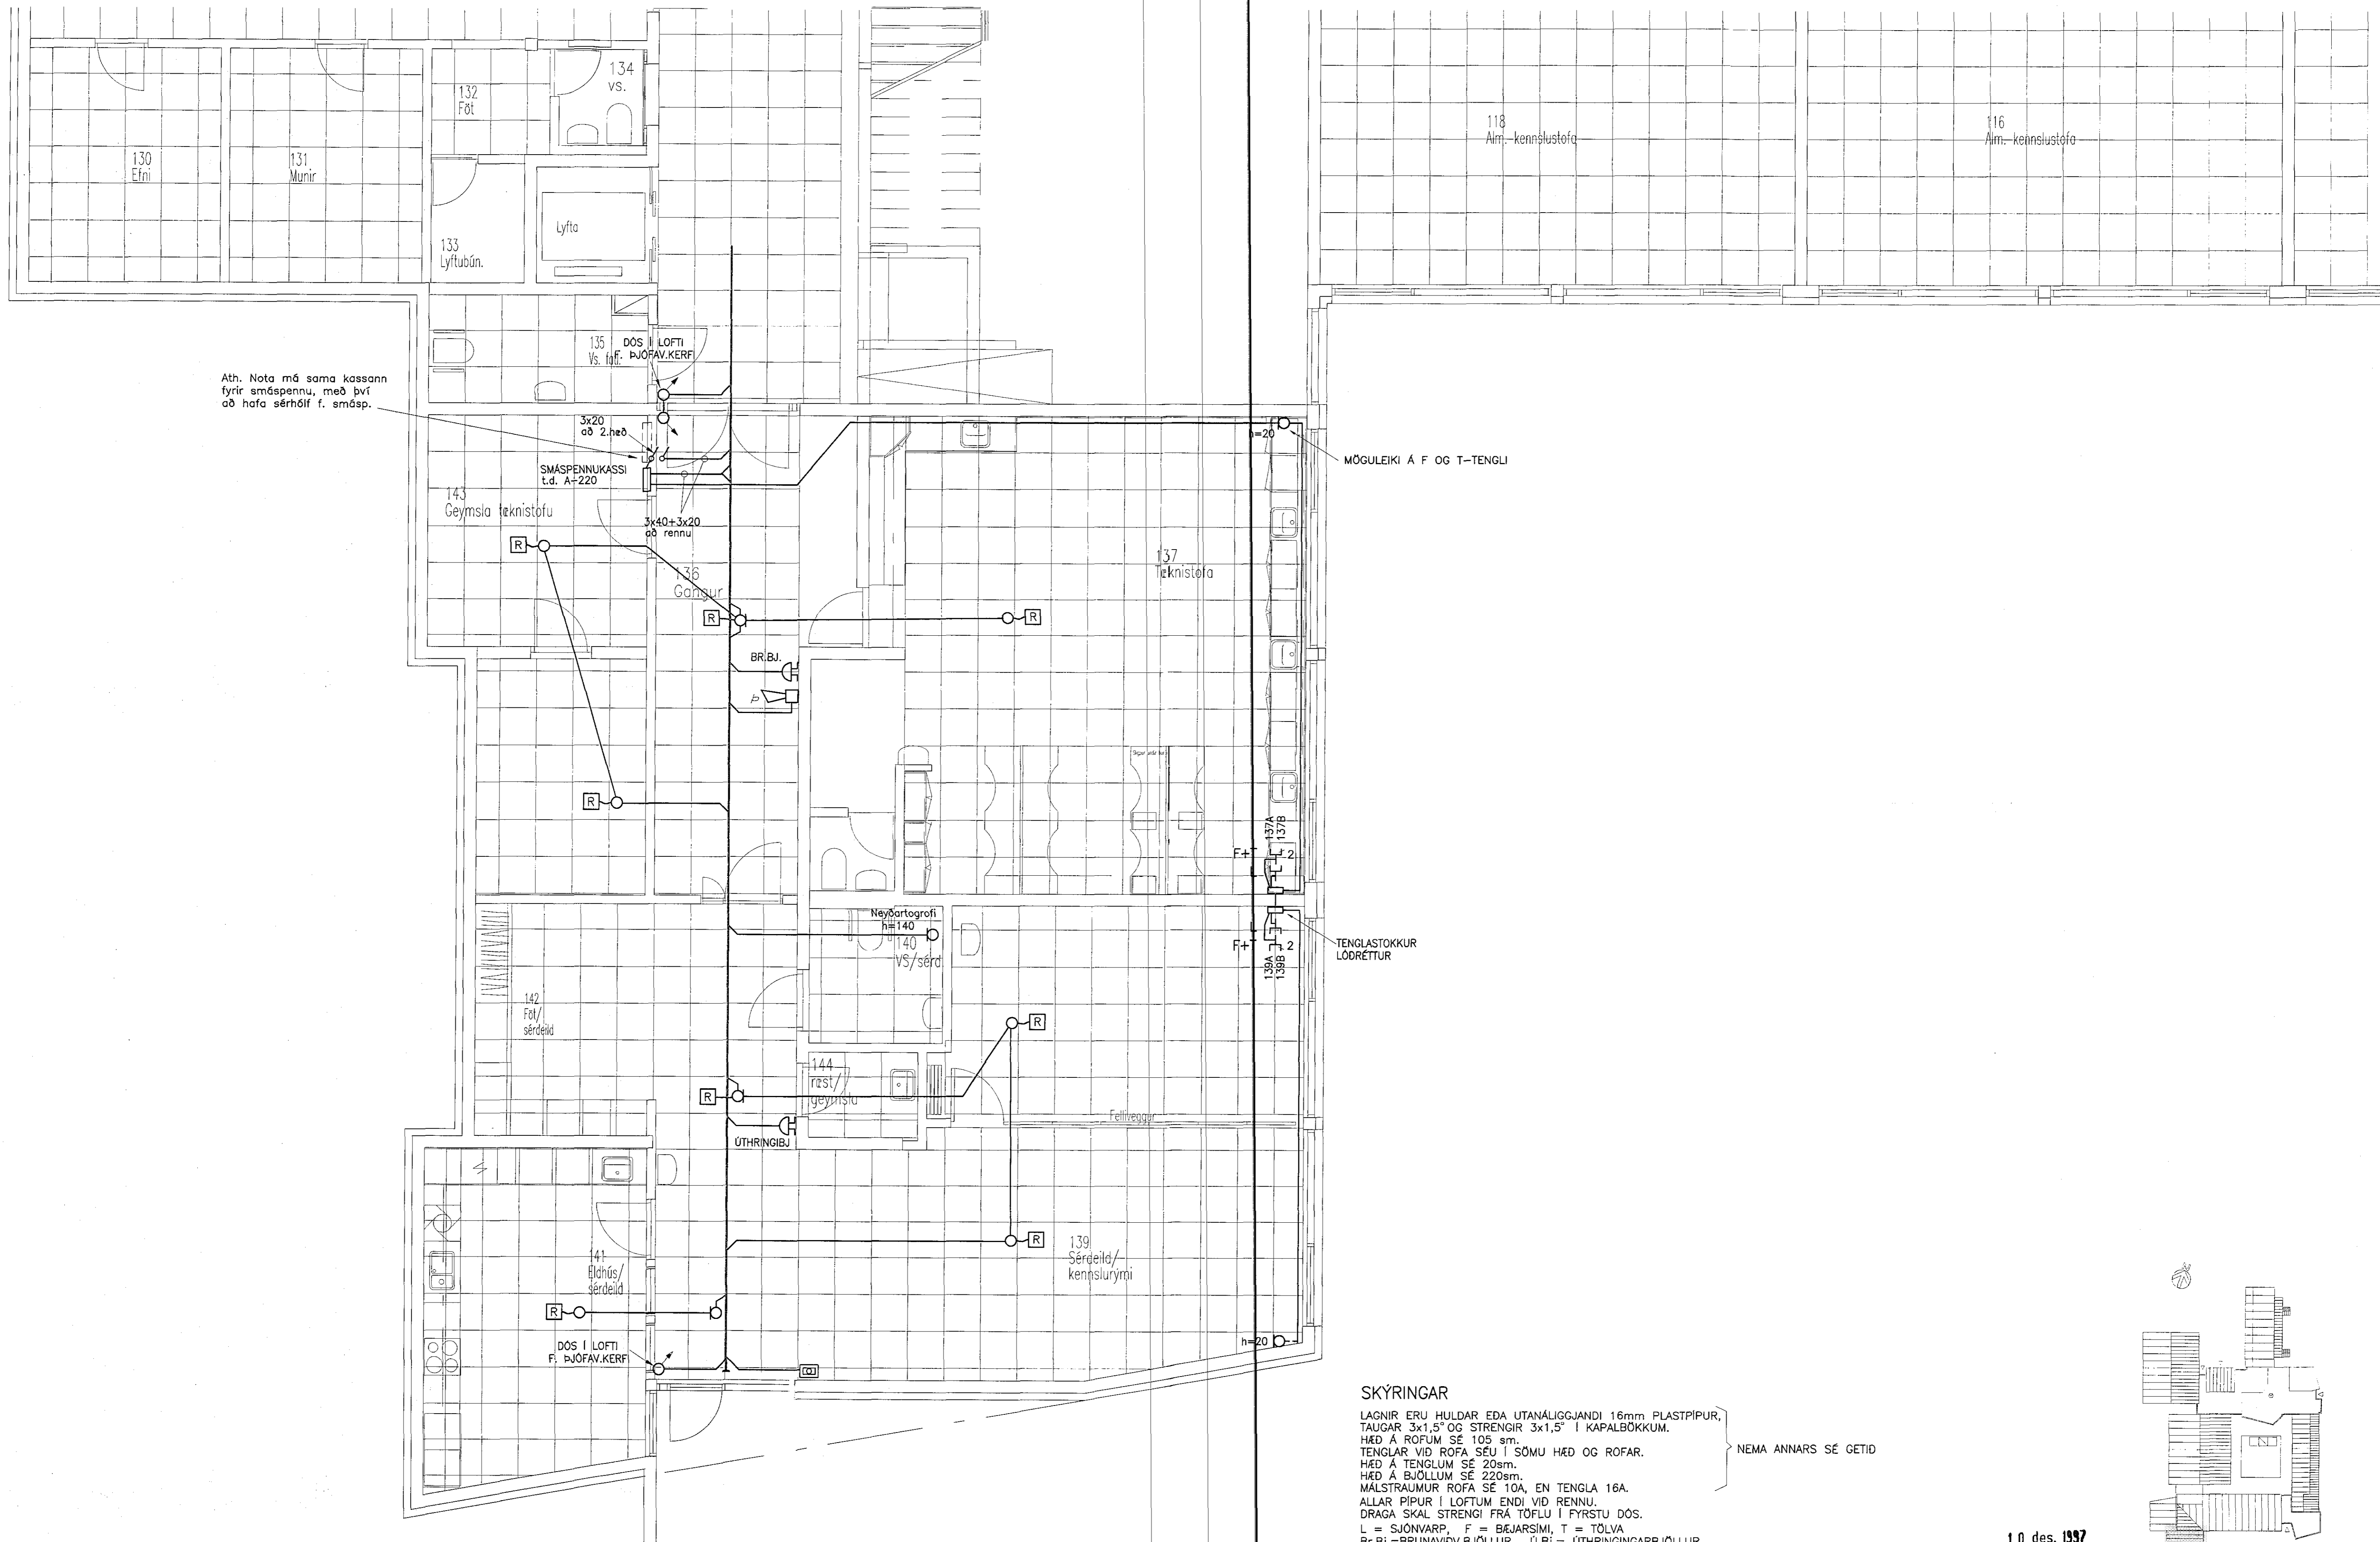 134
VS.
132
Föt
118
Alm.-kennslustofa
116
Alm.-kennslustofa
130
Efni
131
Munir
Lyfta
133
Lyftubún.
135
Vs. fatl.
DÓS Í LOFTI
F. ÞJÓFAV.KERFI
Ath. Nota má sama kassann
fyrir smáspennu, með því
að hafa sérhólf f. smásp.
3x20
að 2.hæð
h=20
MÖGULEIKI Á F OG T-TENGLI
SMÁSPENNUKASSI
t.d. A-220
143
Geymsla teknistofu
3x40+3x20
að rennu
R
137
Teknistofa
136
Gangur
R
R
BR.BJ.
Þ
R
137A
137B
F+
2
Neyðartogrofi
h=140
140
VS/sérd
F+
2
TENGLASTOKKUR
LÓÐRÉTTUR
139A
139B
142
Föt/
sérdeild
R
144
ræst/
geymsla
R
Felliveggur
ÚTHRINGIBJ
R
139
Sérdeild/
kennslurými
141
Eldhús/
sérdeild
R
DÓS Í LOFTI
F. ÞJÓFAV.KERFI
h=20
SKÝRINGAR
LAGNIR ERU HULDAR EÐA UTANÁLIGGJANDI 16mm PLASTPÍPUR,
TAUGAR 3x1,5° OG STRENGIR 3x1,5° Í KAPALBÖKKUM.
HÆÐ Á ROFUM SÉ 105 sm.
TENGLAR VIÐ ROFA SÉU Í SÖMU HÆÐ OG ROFAR.
HÆÐ Á TENGLUM SÉ 20sm.
HÆÐ Á BJÖLLUM SÉ 220sm.
MÁLSTRAUMUR ROFA SÉ 10A, EN TENGLA 16A.
NEMA ANNARS SÉ GETIÐ
ALLAR PÍPUR Í LOFTUM ENDI VIÐ RENNU.
DRAGA SKAL STRENGI FRÁ TÖFLU Í FYRSTU DÓS.
L = SJÓNVARP, F = BÆJARSÍMI, T = TÖLVA
Br.Bj.=BRUNAVIÐV.BJÖLLUR, Ú.Bj.= ÚTHRINGINGARBJÖLLUR
10 des. 1997